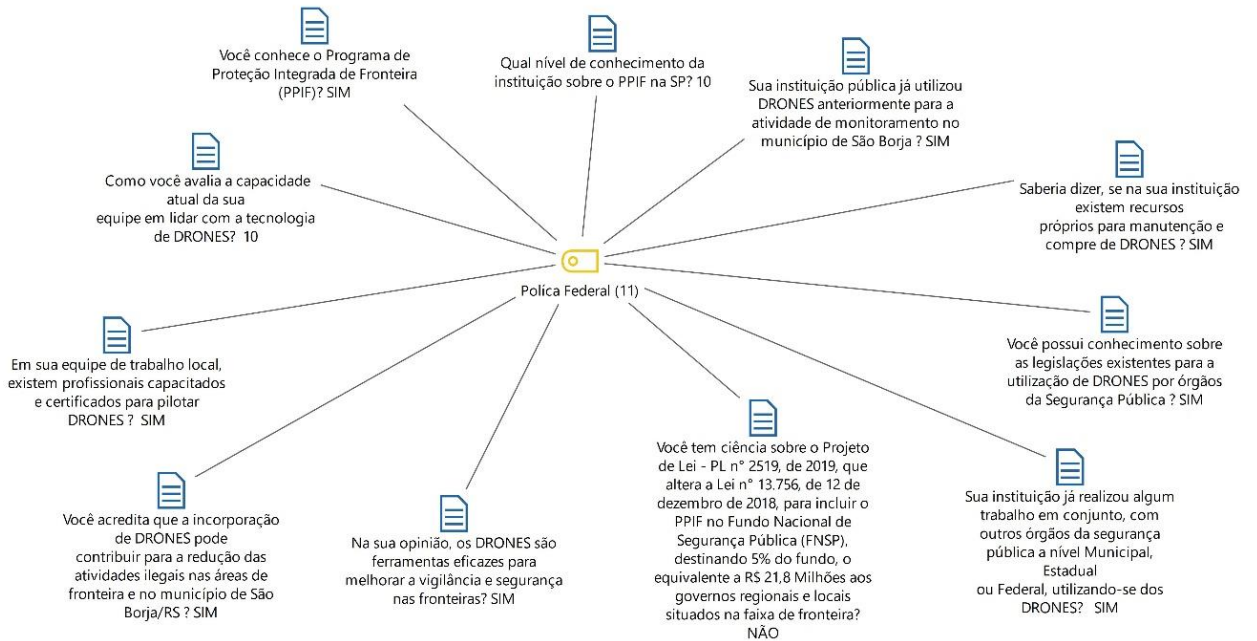 Você conhece o Programa de
Proteção Integrada de Fronteira
(PPIF)? SIM
Qual nível de conhecimento da
instituição sobre o PPIF na SP? 10
Sua instituição pública já utilizou
DRONES anteriormente para a
atividade de monitoramento no
município de São Borja ? SIM
Como você avalia a capacidade
atual da sua
equipe em lidar com a tecnologia
de DRONES? 10
Saberia dizer, se na sua instituição
existem recursos
próprios para manutenção e
compre de DRONES ? SIM
Políca Federal (11)
Em sua equipe de trabalho local,
existem profissionais capacitados
e certificados para pilotar
DRONES ? SIM
Você possui conhecimento sobre
as legislações existentes para a
utilização de DRONES por órgãos
da Segurança Pública ? SIM
Você acredita que a incorporação
de DRONES pode
contribuir para a redução das
atividades ilegais nas áreas de
fronteira e no município de São
Borja/RS ? SIM
Na sua opinião, os DRONES são
ferramentas eficazes para
melhorar a vigilância e segurança
nas fronteiras? SIM
Você tem ciência sobre o Projeto
de Lei - PL n° 2519, de 2019, que
altera a Lei n° 13.756, de 12 de
dezembro de 2018, para incluir o
PPIF no Fundo Nacional de
Segurança Pública (FNSP),
destinando 5% do fundo, o
equivalente a R$ 21,8 Milhões aos
governos regionais e locais
situados na faixa de fronteira?
NÃO
Sua instituição já realizou algum
trabalho em conjunto, com
outros órgãos da segurança
pública a nível Municipal,
Estadual
ou Federal, utilizando-se dos
DRONES? SIM